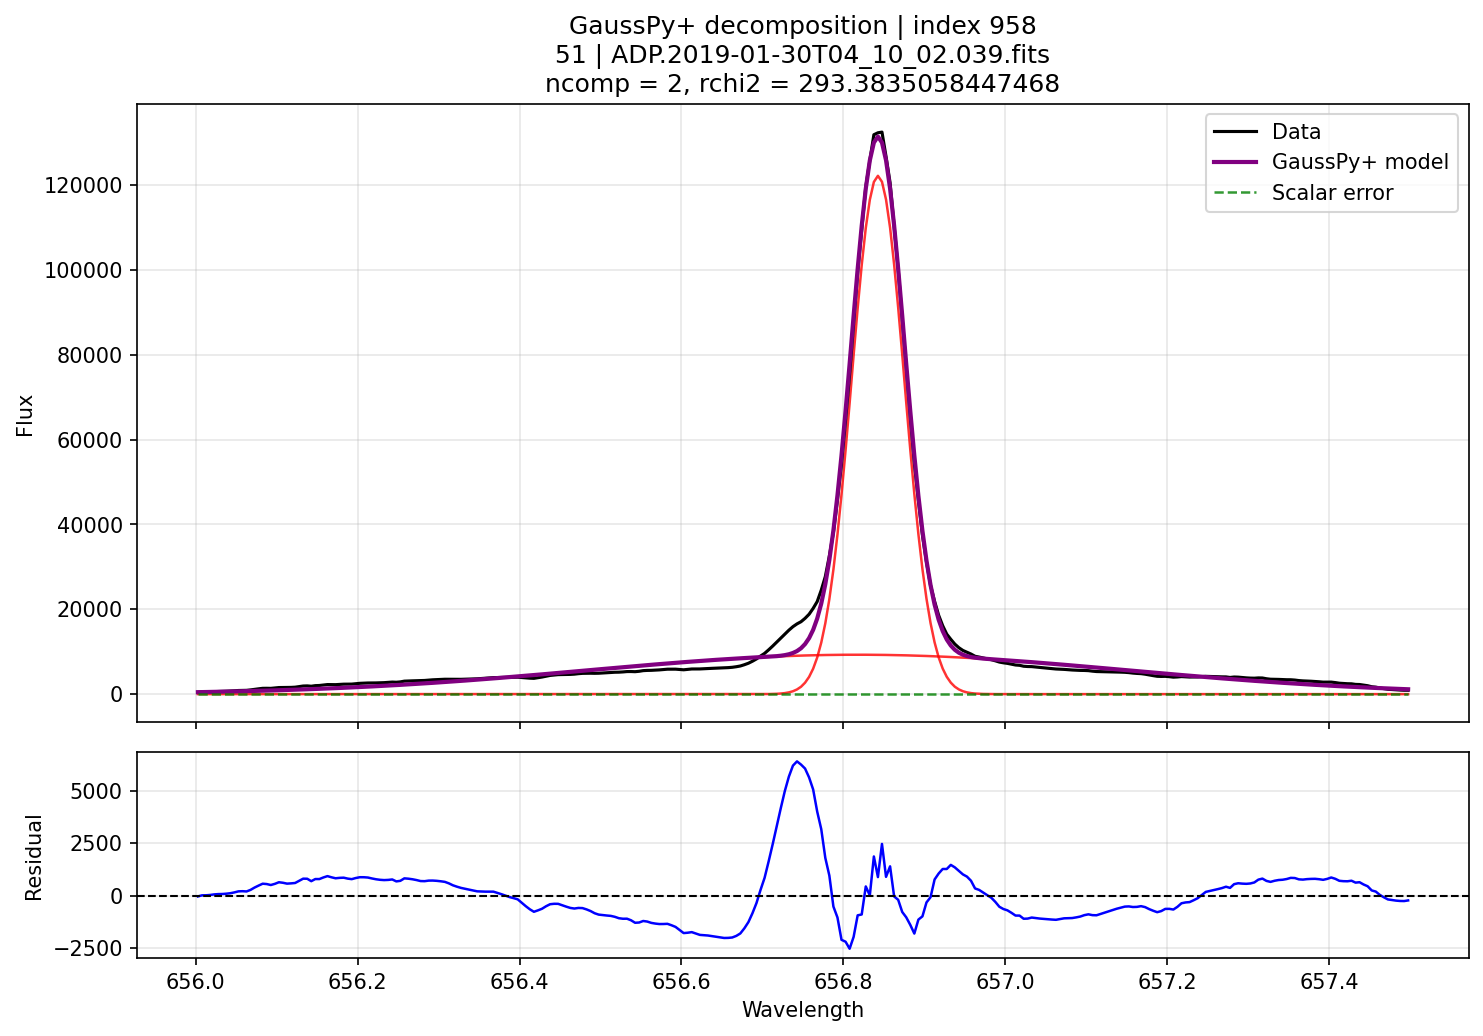 GaussPy+ decomposition | index 958
51 | ADP.2019-01-30T04_10_02.039.fits
ncomp = 2, rchi2 = 293.3835058447468
Data
GaussPy+ model
Scalar error
120000
100000
80000
60000
40000
20000
0
Flux
5000
2500
0
−2500
Residual
656.0 656.2 656.4 656.6 656.8 657.0 657.2 657.4
Wavelength